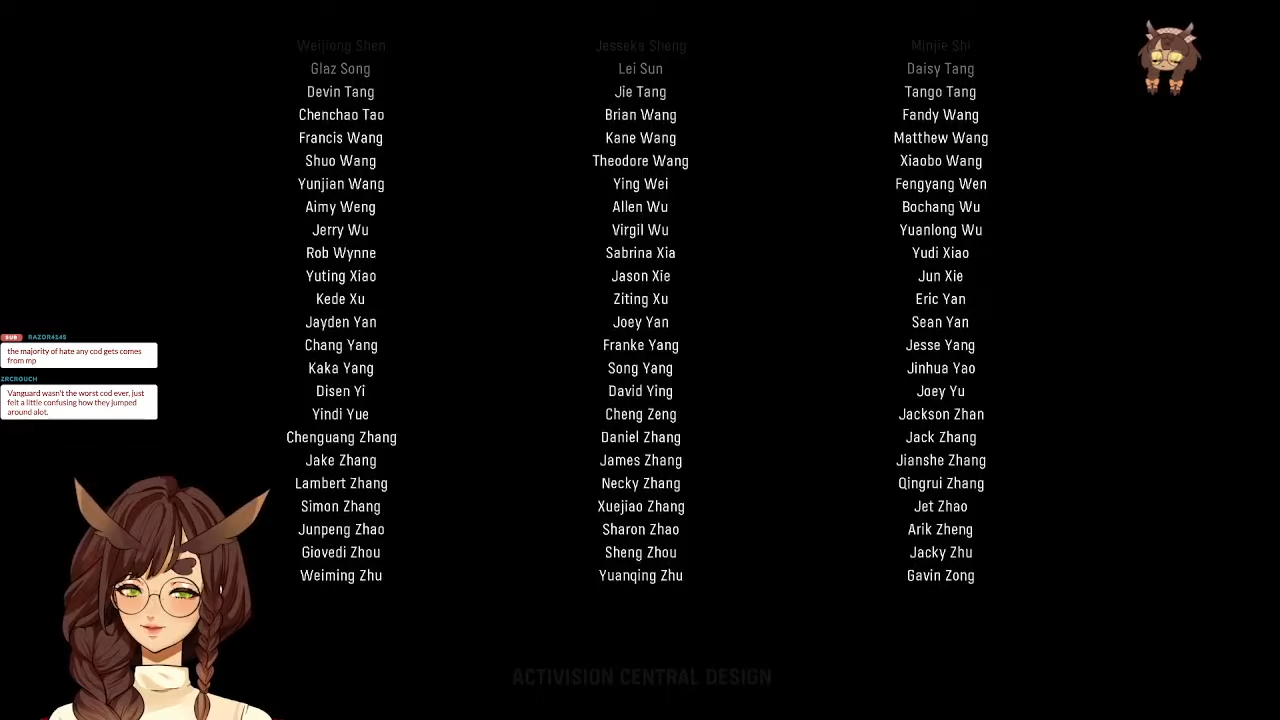 Weijiong Shen Jesseka Sheng Minjie Shi
Glaz Song Lei Sun Daisy Tang
Devin Tang Jie Tang Tango Tang
Chenchao Tao Brian Wang Fandy Wang
Francis Wang Kane Wang Matthew Wang
Shuo Wang Theodore Wang Xiaobo Wang
Yunjian Wang Ying Wei Fengyang Wen
Aimy Weng Allen Wu Bochang Wu
Jerry Wu Virgil Wu Yuanlong Wu
Rob Wynne Sabrina Xia Yudi Xiao
Yuting Xiao Jason Xie Jun Xie
Kede Xu Ziting Xu Eric Yan
Jayden Yan Joey Yan Sean Yan
Chang Yang Franke Yang Jesse Yang
Kaka Yang Song Yang Jinhua Yao
Disen Yi David Ying Joey Yu
Yindi Yue Cheng Zeng Jackson Zhan
Chenguang Zhang Daniel Zhang Jack Zhang
Jake Zhang James Zhang Jianshe Zhang
Lambert Zhang Necky Zhang Qingrui Zhang
Simon Zhang Xuejiao Zhang Jet Zhao
Junpeng Zhao Sharon Zhao Arik Zheng
Giovedi Zhou Sheng Zhou Jacky Zhu
Weiming Zhu Yuanqing Zhu Gavin Zong
ACTIVISION CENTRAL DESIGN
SUB RAZOR6145
the majority of hate any cod gets comes
from mp
ZRCROUCH
Vanguard wasn't the worst cod ever, just
felt a little confusing how they jumped
around alot.